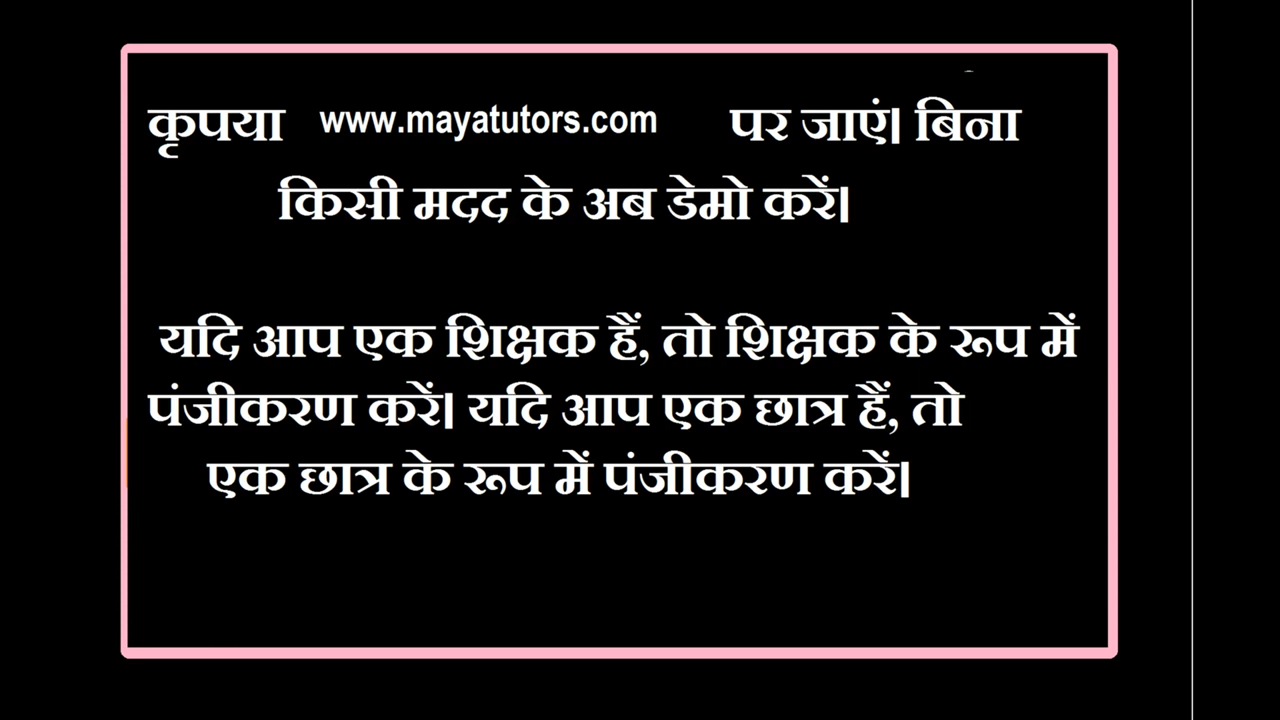 कृपया www.mayatutors.com पर जाएं। बिना
किसी मदद के अब डेमो करें।
यदि आप एक शिक्षक हैं, तो शिक्षक के रूप में
पंजीकरण करें। यदि आप एक छात्र हैं, तो
एक छात्र के रूप में पंजीकरण करें।